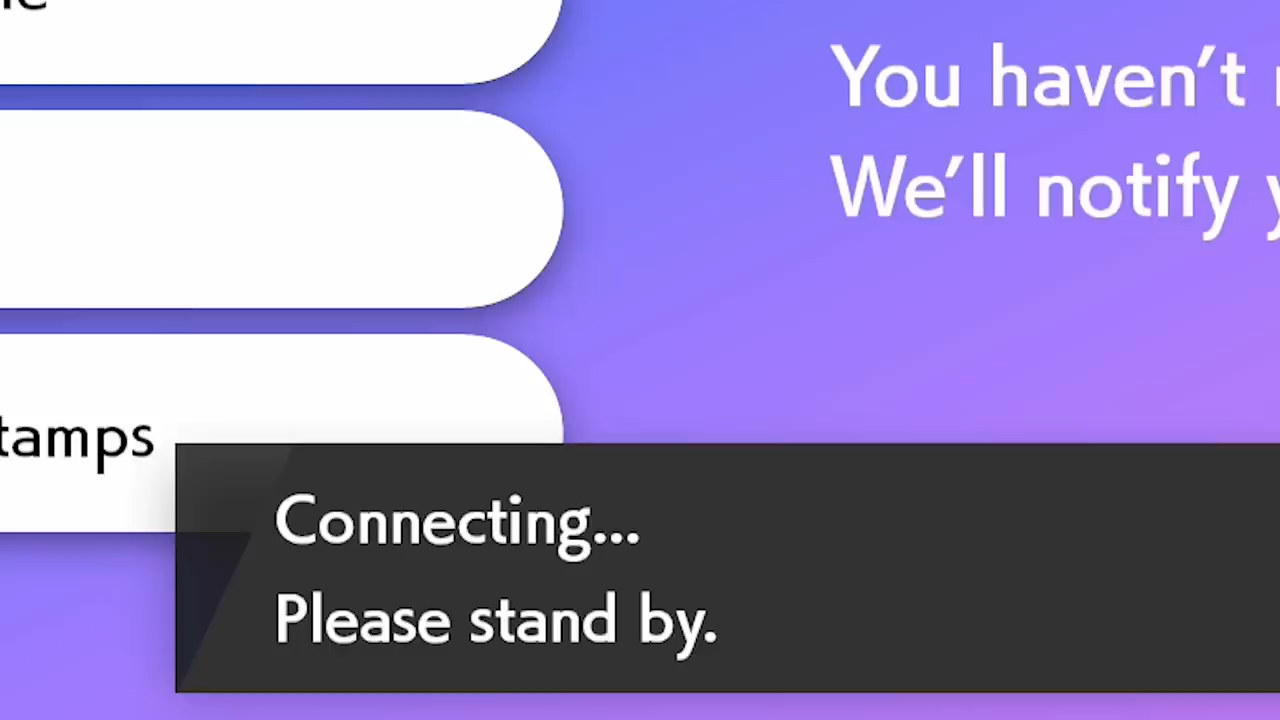 You haven't
We'll notify
tamps
Connecting...
Please stand by.